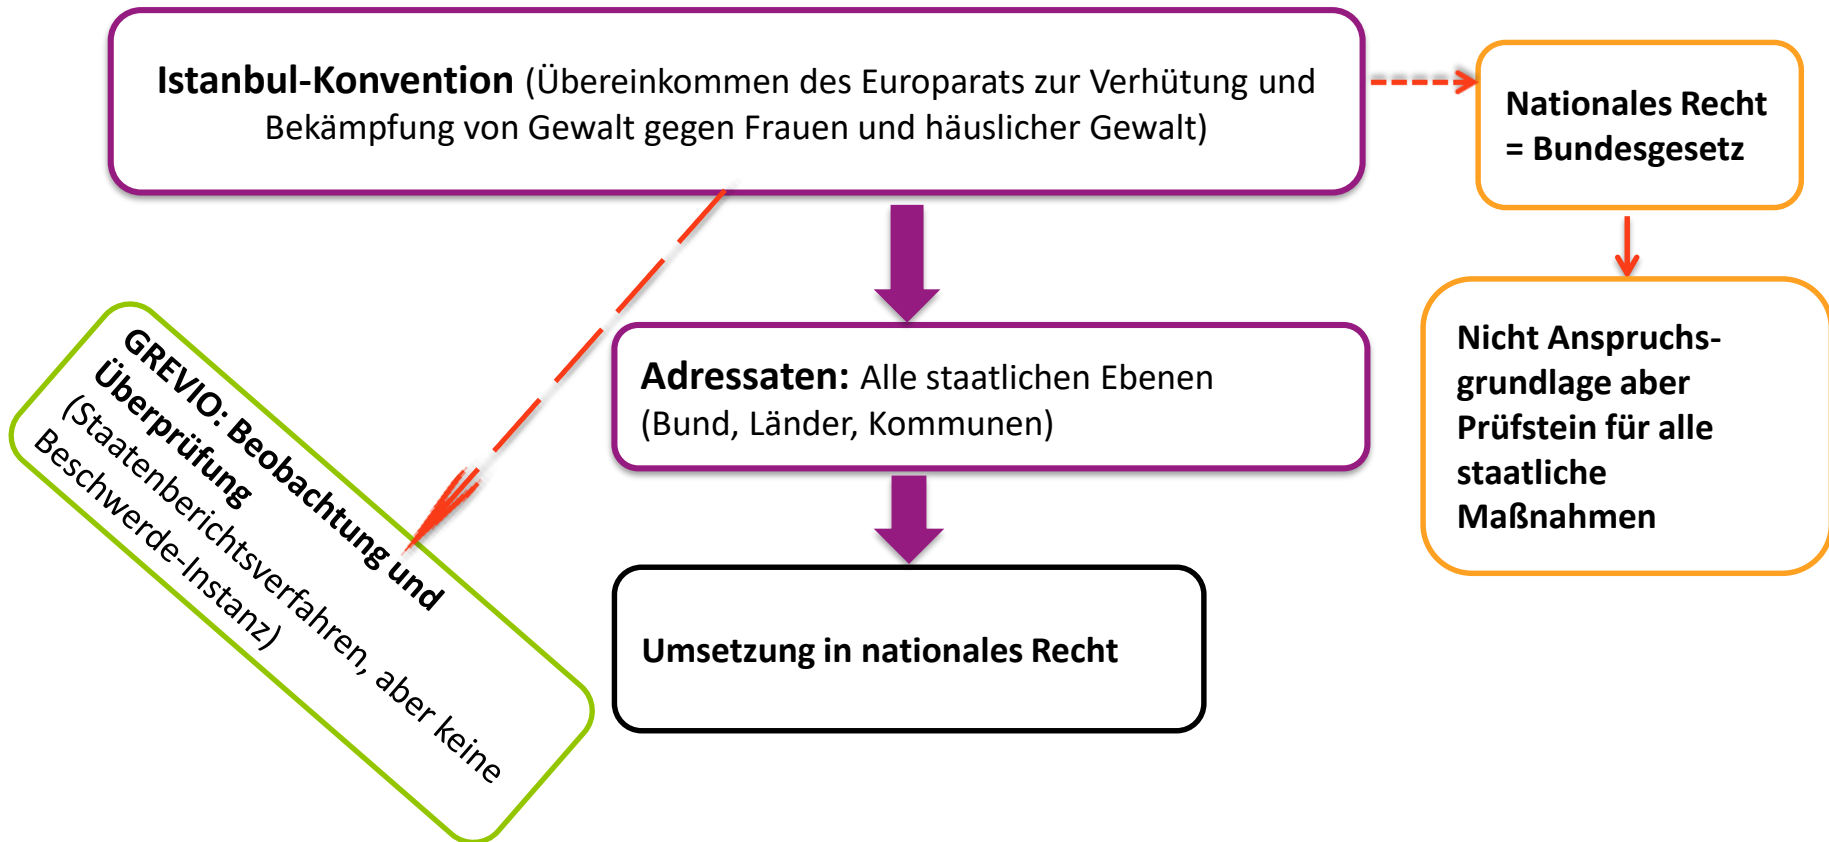 Istanbul-Konvention (Übereinkommen des Europarats zur Verhütung und
Bekämpfung von Gewalt gegen Frauen und häuslicher Gewalt)
Nationales Recht
= Bundesgesetz
Nicht Anspruchs-
grundlage aber
Prüfstein für alle
staatliche
Maßnahmen
Adressaten: Alle staatlichen Ebenen
(Bund, Länder, Kommunen)
Umsetzung in nationales Recht
GREVIO: Beobachtung und
Überprüfung
(Staatenberichtsverfahren, aber keine
Beschwerde-Instanz)